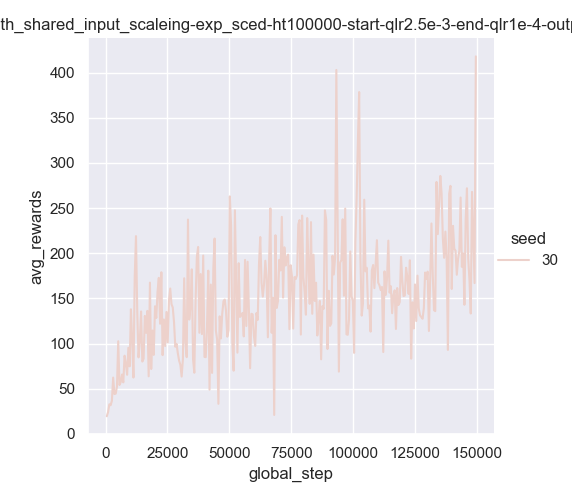 th_shared_input_scaleing-exp_sced-ht100000-start-qlr2.5e-3-end-qlr1e-4-outp
400
350
300
250
200
150
100
50
0
avg_rewards
0 25000 50000 75000 100000 125000 150000
global_step
seed
30